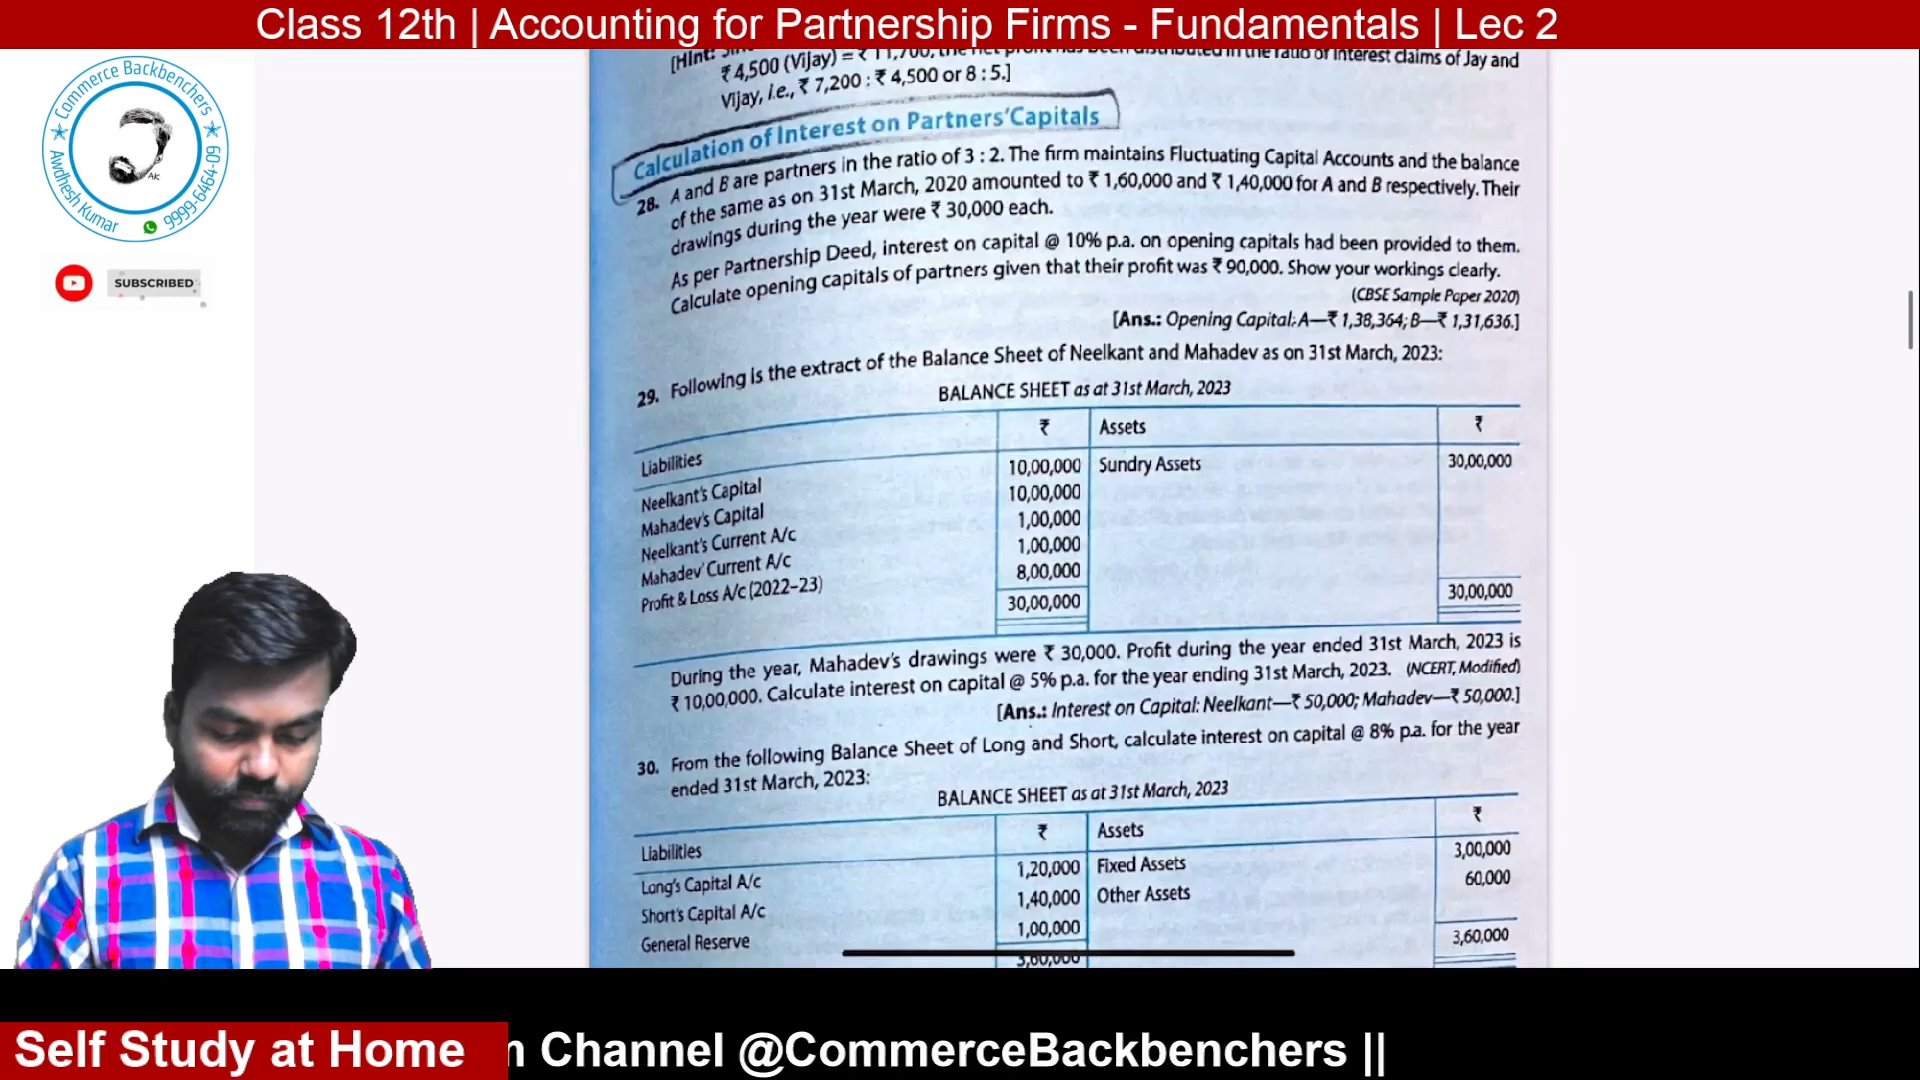 Class 12th | Accounting for Partnership Firms - Fundamentals | Lec 2
Commerce Backbenchers
AK
Awdhesh Kumar
9999-6464-09
SUBSCRIBED
[Hint:
₹ 4,500 (Vijay) = ₹ 11,700, the net profit has been distributed in the ratio of interest claims of Jay and
Vijay, i.e., ₹ 7,200 : ₹ 4,500 or 8 : 5.]
Calculation of Interest on Partners' Capitals
28. A and B are partners in the ratio of 3 : 2. The firm maintains Fluctuating Capital Accounts and the balance
of the same as on 31st March, 2020 amounted to ₹ 1,60,000 and ₹ 1,40,000 for A and B respectively. Their
drawings during the year were ₹ 30,000 each.
As per Partnership Deed, interest on capital @ 10% p.a. on opening capitals had been provided to them.
Calculate opening capitals of partners given that their profit was ₹ 90,000. Show your workings clearly.
(CBSE Sample Paper 2020)
[Ans.: Opening Capital: A—₹ 1,38,364; B—₹ 1,31,636.]
29. Following is the extract of the Balance Sheet of Neelkant and Mahadev as on 31st March, 2023:
BALANCE SHEET as at 31st March, 2023
Liabilities ₹ Assets ₹
Neelkant's Capital 10,00,000 Sundry Assets 30,00,000
Mahadev's Capital 10,00,000
Neelkant's Current A/c 1,00,000
Mahadev' Current A/c 1,00,000
Profit & Loss A/c (2022–23) 8,00,000
30,00,000 30,00,000
During the year, Mahadev's drawings were ₹ 30,000. Profit during the year ended 31st March, 2023 is
₹ 10,00,000. Calculate interest on capital @ 5% p.a. for the year ending 31st March, 2023. (NCERT, Modified)
[Ans.: Interest on Capital: Neelkant—₹ 50,000; Mahadev—₹ 50,000.]
30. From the following Balance Sheet of Long and Short, calculate interest on capital @ 8% p.a. for the year
ended 31st March, 2023:
BALANCE SHEET as at 31st March, 2023
Liabilities ₹ Assets ₹
Long's Capital A/c 1,20,000 Fixed Assets 3,00,000
Short's Capital A/c 1,40,000 Other Assets 60,000
General Reserve 1,00,000
3,60,000 3,60,000
Self Study at Home
Channel @CommerceBackbenchers ||